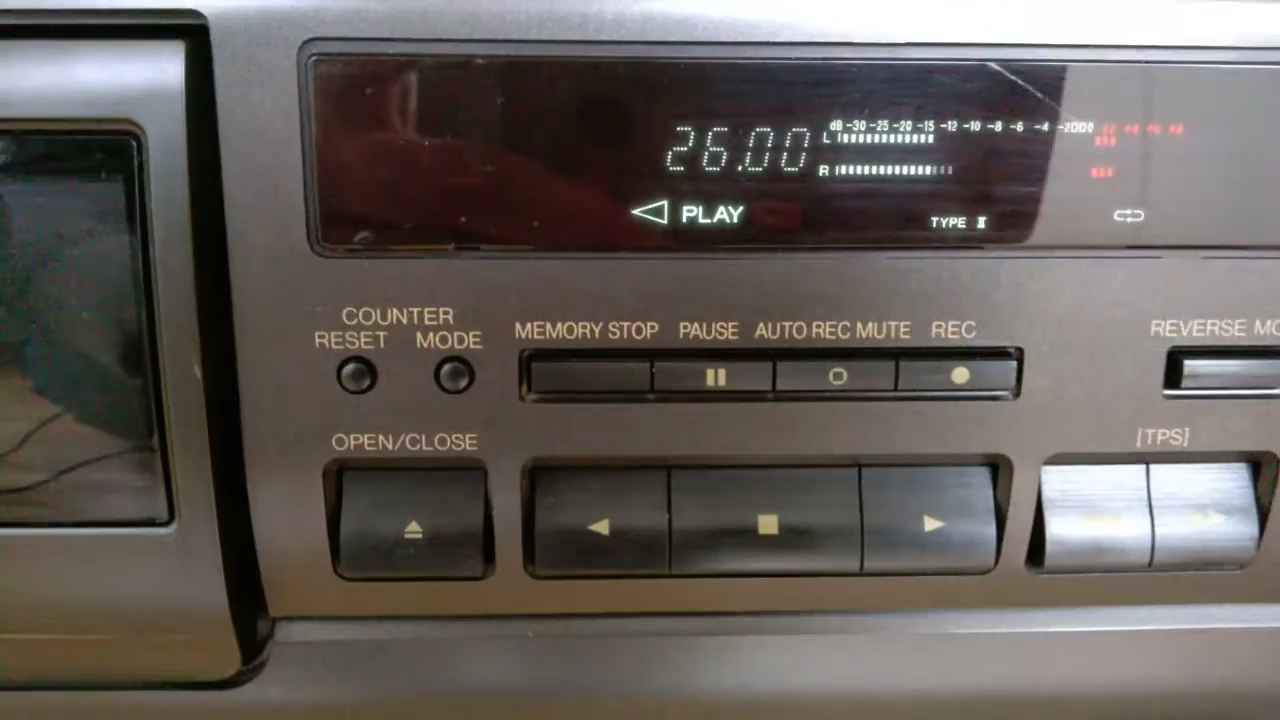 dB -30 -25 -20 -15 -12 -10 -8 -6 -4 -2
26:00
L
R
PLAY
TYPE II
COUNTER
RESET MODE
MEMORY STOP PAUSE AUTO REC MUTE REC
REVERSE MO
OPEN/CLOSE
[TPS]